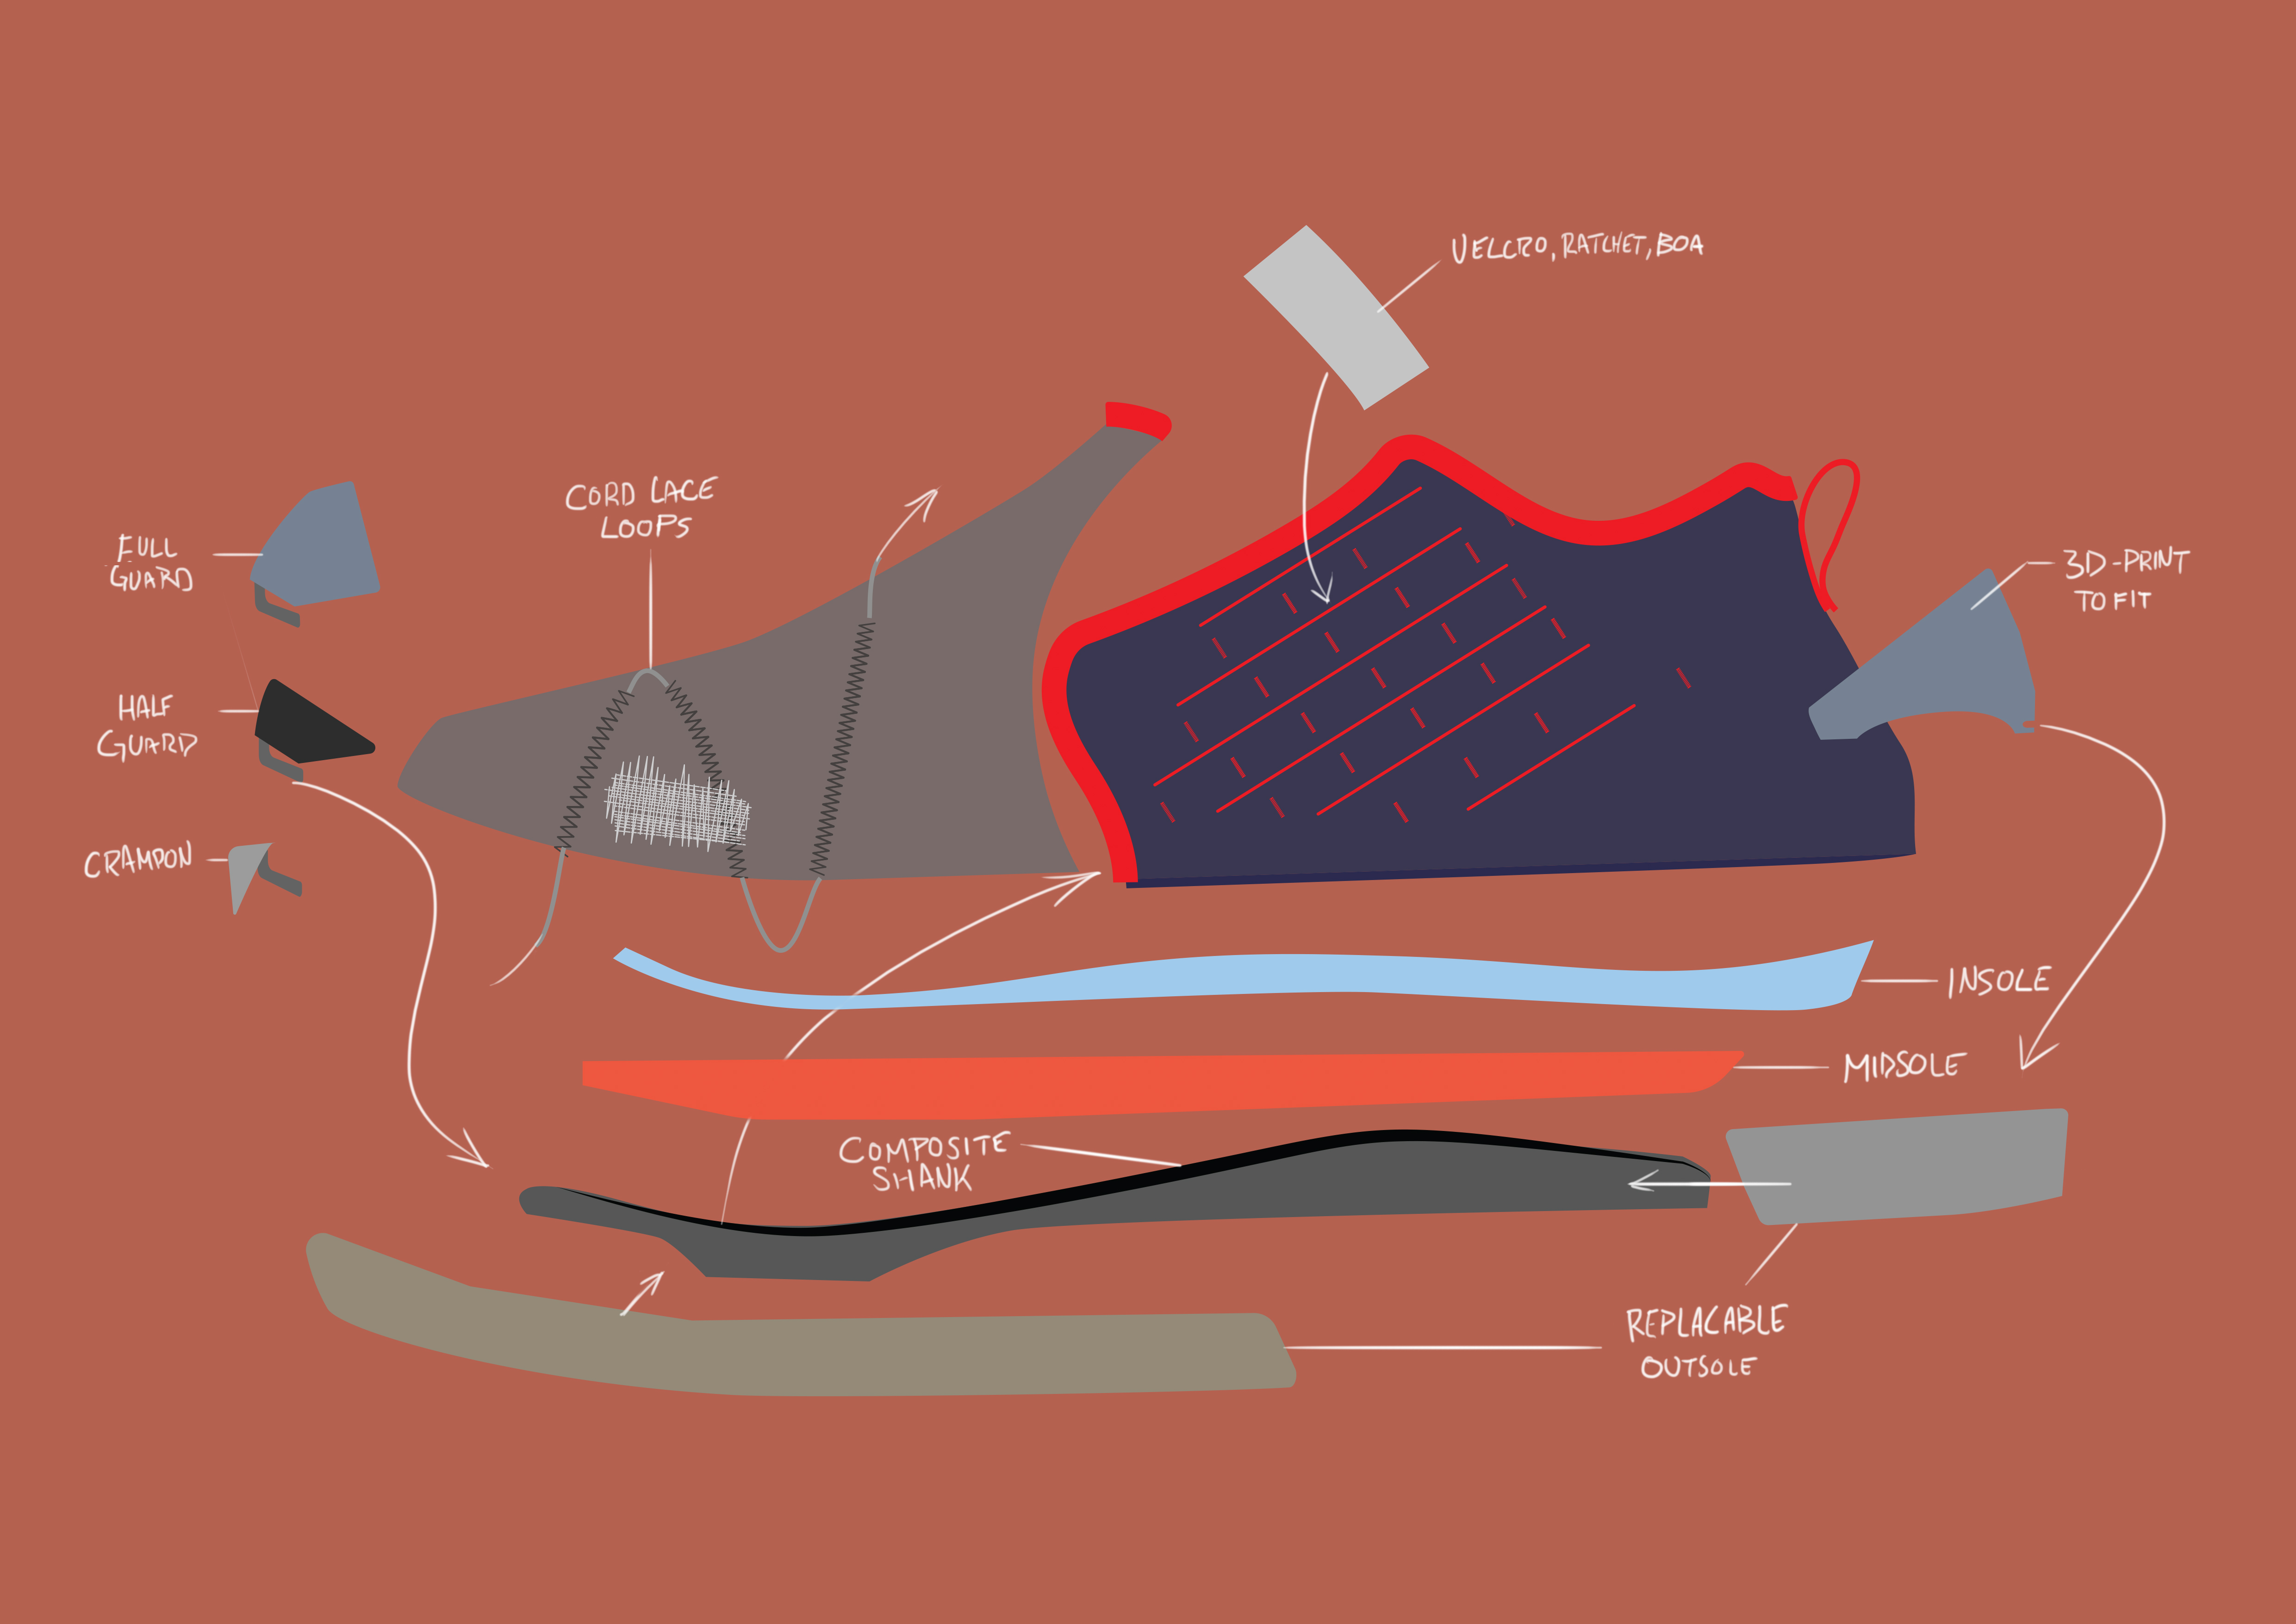 VELCRO, RATCHET, BOA
CORD LACE
LOOPS
FULL
GUARD
3D-PRINT
TO FIT
HALF
GUARD
CRAMPON
INSOLE
MIDSOLE
COMPOSITE
SHANK
REPLACABLE
OUTSOLE